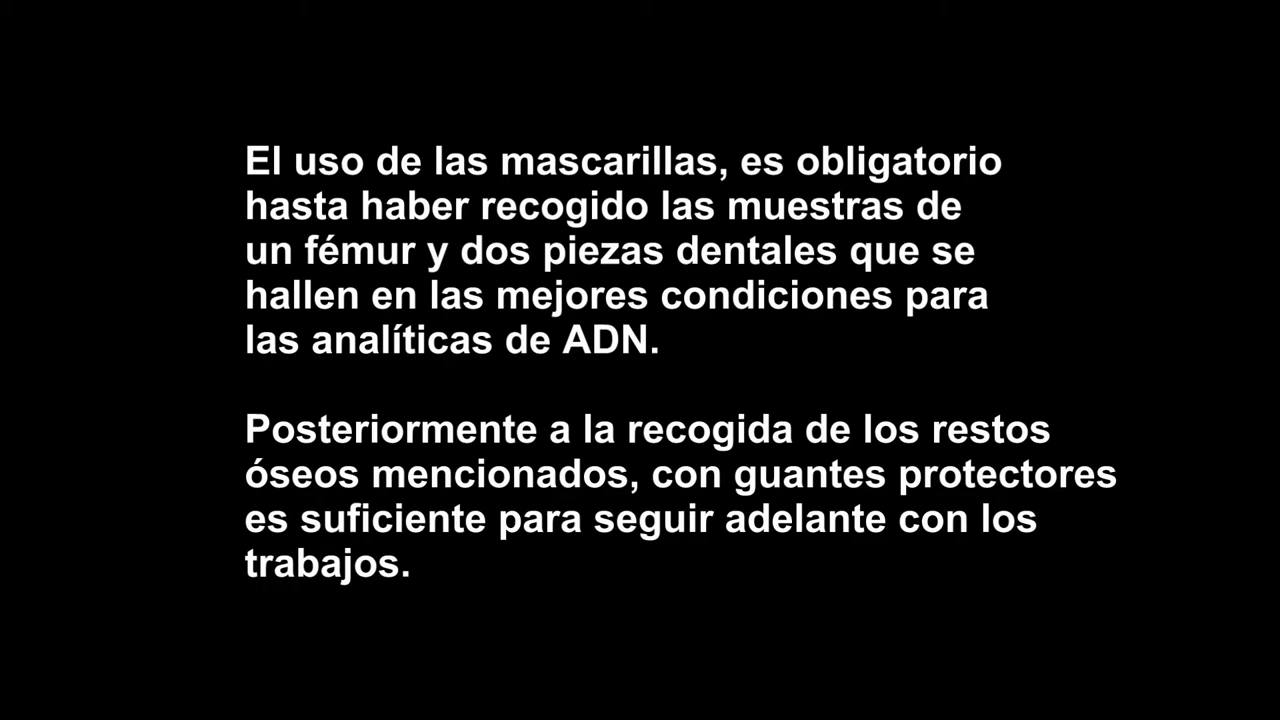 El uso de las mascarillas, es obligatorio
hasta haber recogido las muestras de
un fémur y dos piezas dentales que se
hallen en las mejores condiciones para
las analíticas de ADN.
Posteriormente a la recogida de los restos
óseos mencionados, con guantes protectores
es suficiente para seguir adelante con los
trabajos.